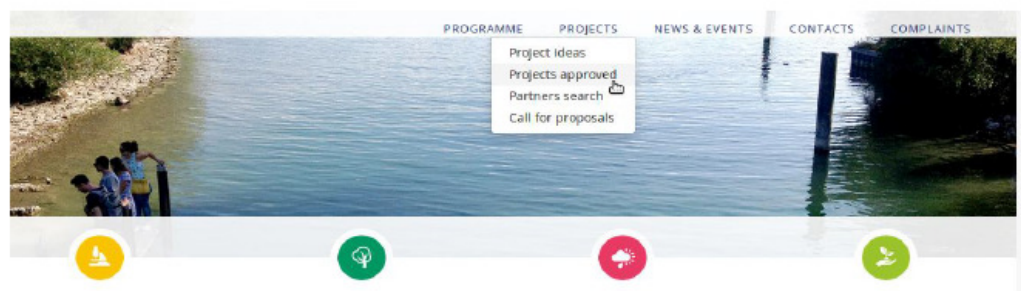 PROGRAMME PROJECTS NEWS & EVENTS CONTACTS COMPLAINTS
Project ideas
Projects approved
Partners search
Call for proposals